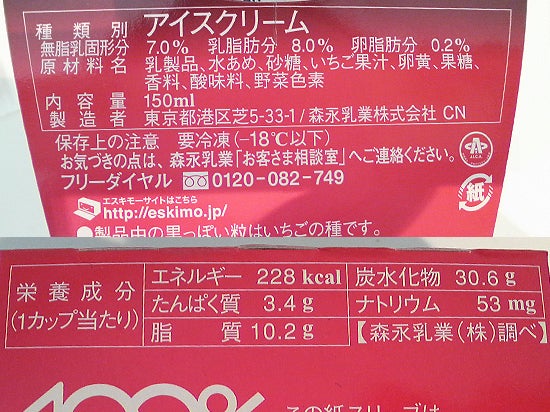 種類別 アイスクリーム
無脂乳固形分 7.0% 乳脂肪分 8.0% 卵脂肪分 0.2%
原材料名 乳製品、水あめ、砂糖、いちご果汁、卵黄、果糖、
香料、酸味料、野菜色素
内容量 150ml
製造者 東京都港区芝5-33-1/森永乳業株式会社 CN
保存上の注意 要冷凍(−18℃以下)
お気づきの点は、森永乳業「お客さま相談室」へご連絡ください。
フリーダイヤル 0120-082-749
エスキモーサイトはこちら
http://eskimo.jp/
●製品中の黒っぽい粒はいちごの種です。
紙
栄養成分
(1カップ当たり)
エネルギー 228 kcal 炭水化物 30.6 g
たんぱく質 3.4 g ナトリウム 53 mg
脂質 10.2 g 【森永乳業(株)調べ】
100%
この紙スリーブは